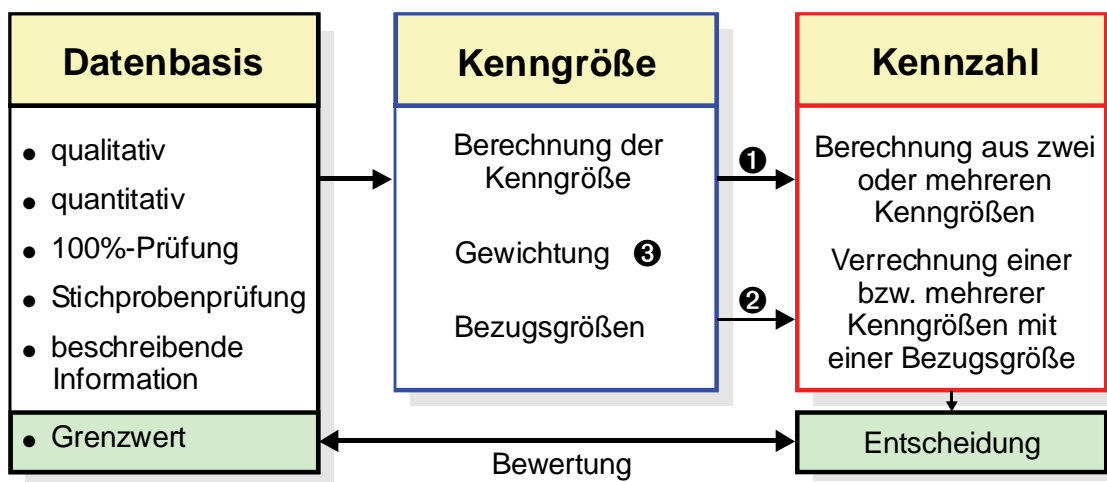 Datenbasis
● qualitativ
● quantitativ
● 100%-Prüfung
● Stichprobenprüfung
● beschreibende
Information
● Grenzwert
Kenngröße
Berechnung der
Kenngröße
Gewichtung ❸
Bezugsgrößen
❶
❷
Kennzahl
Berechnung aus zwei
oder mehreren
Kenngrößen
Verrechnung einer
bzw. mehrerer
Kenngrößen mit
einer Bezugsgröße
Entscheidung
Bewertung